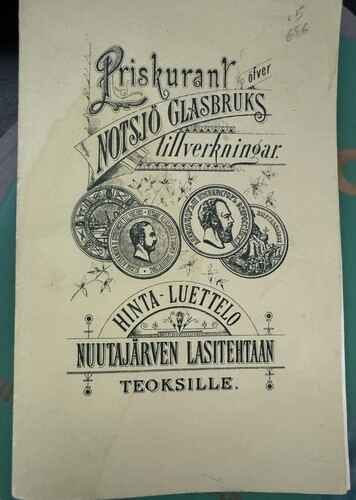 Priskurant öfver
NOTSJÖ GLASBRUKS
tillverkningar.
HINTA-LUETTELO
NUUTAJÄRVEN LASITEHTAAN
TEOKSILLE.